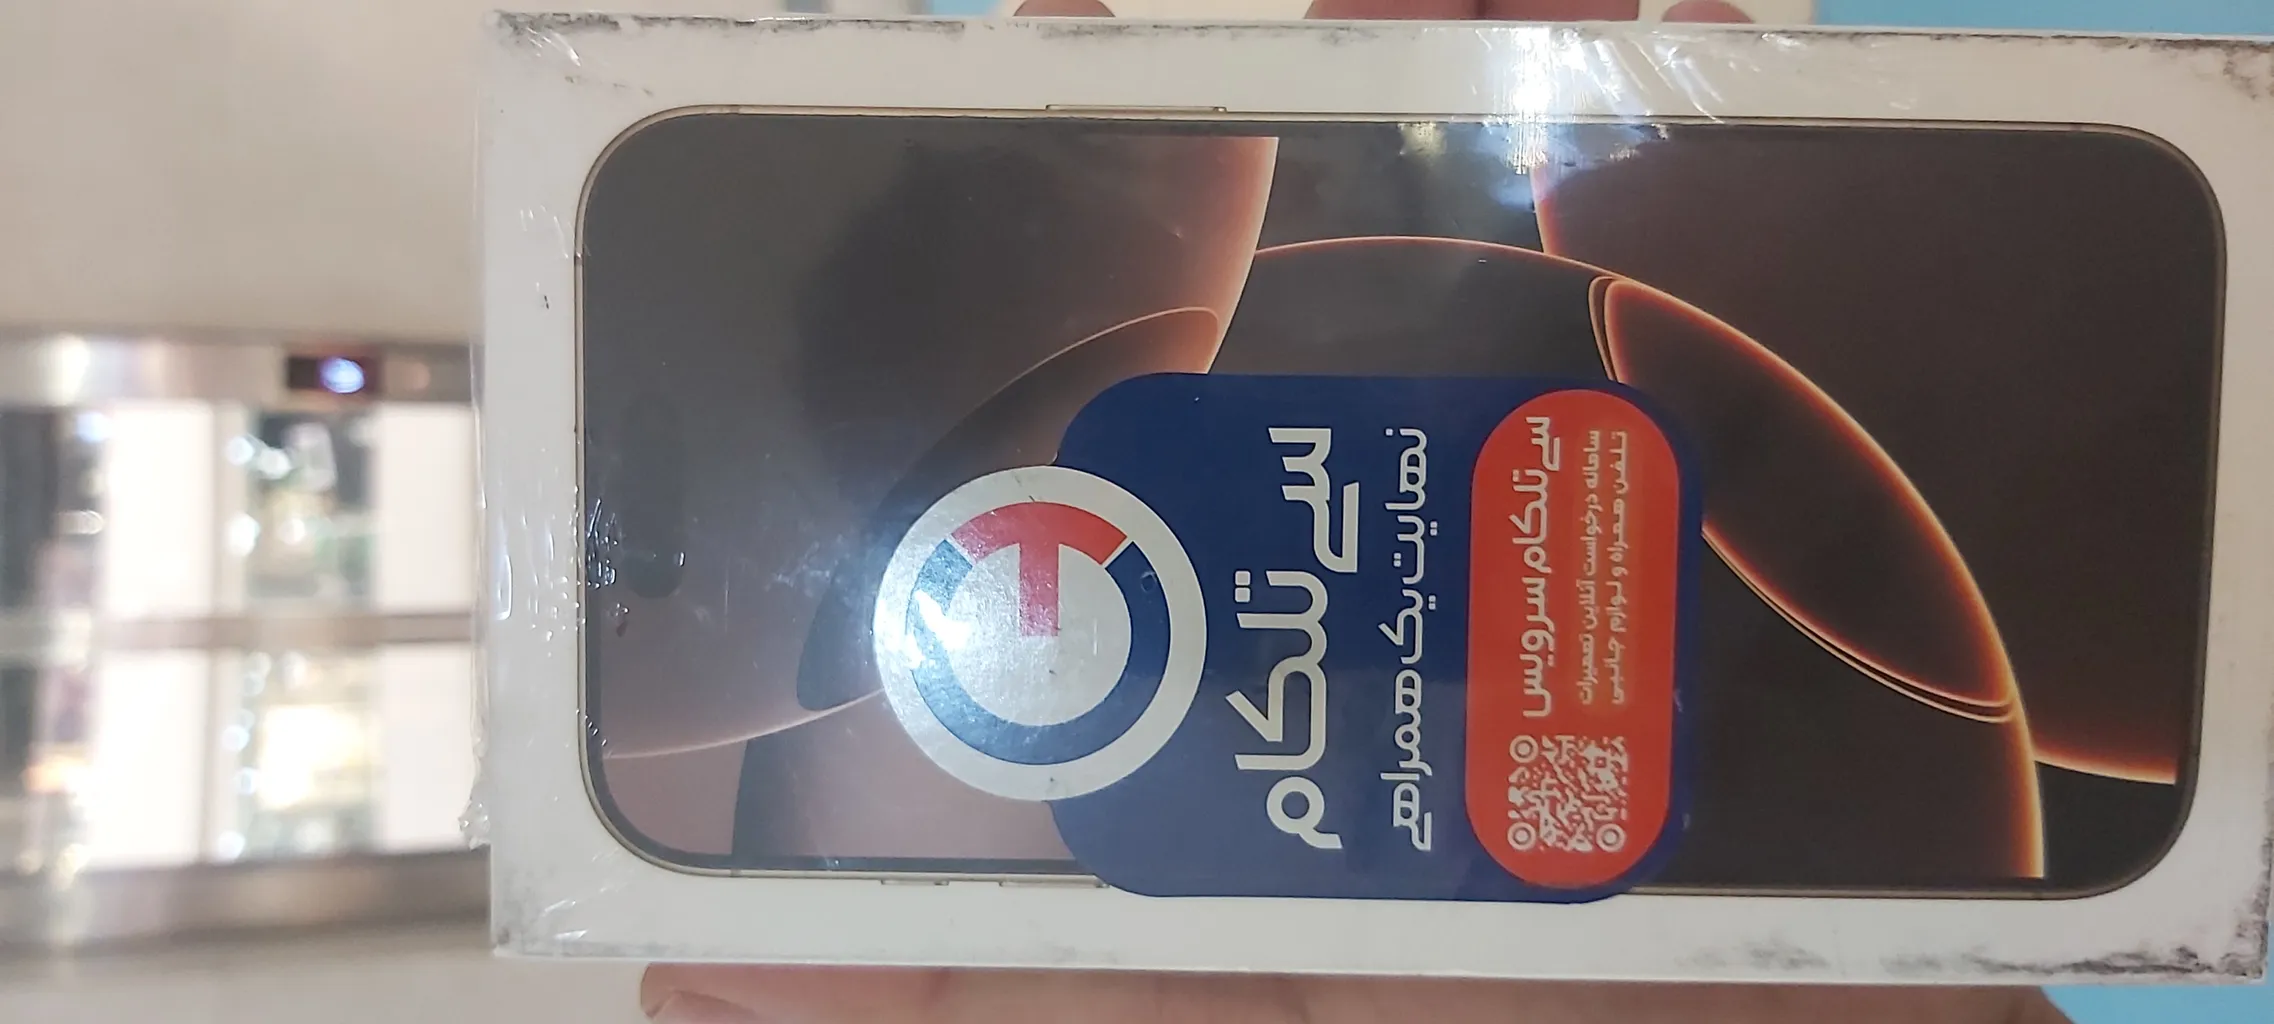 سی‌تلکام
نهایت یک همراهی
سی‌تلکام سرویس
سامانه درخواست آنلاین تعمیرات
تلفن همراه و لوازم جانبی